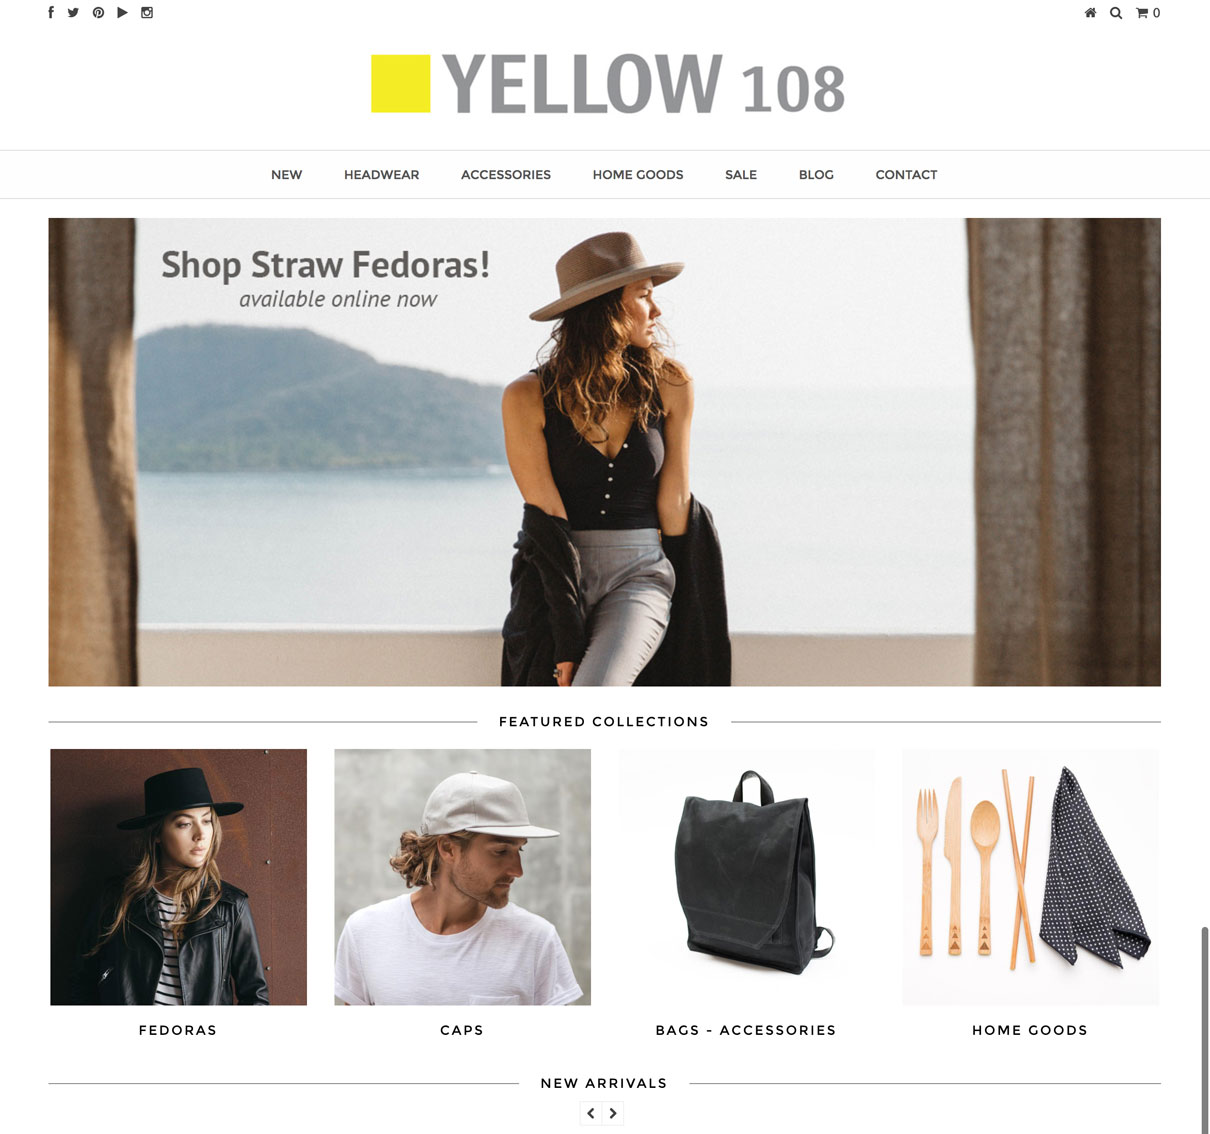 0
YELLOW 108
NEW HEADWEAR ACCESSORIES HOME GOODS SALE BLOG CONTACT
Shop Straw Fedoras!
available online now
FEATURED COLLECTIONS
FEDORAS CAPS BAGS - ACCESSORIES HOME GOODS
NEW ARRIVALS